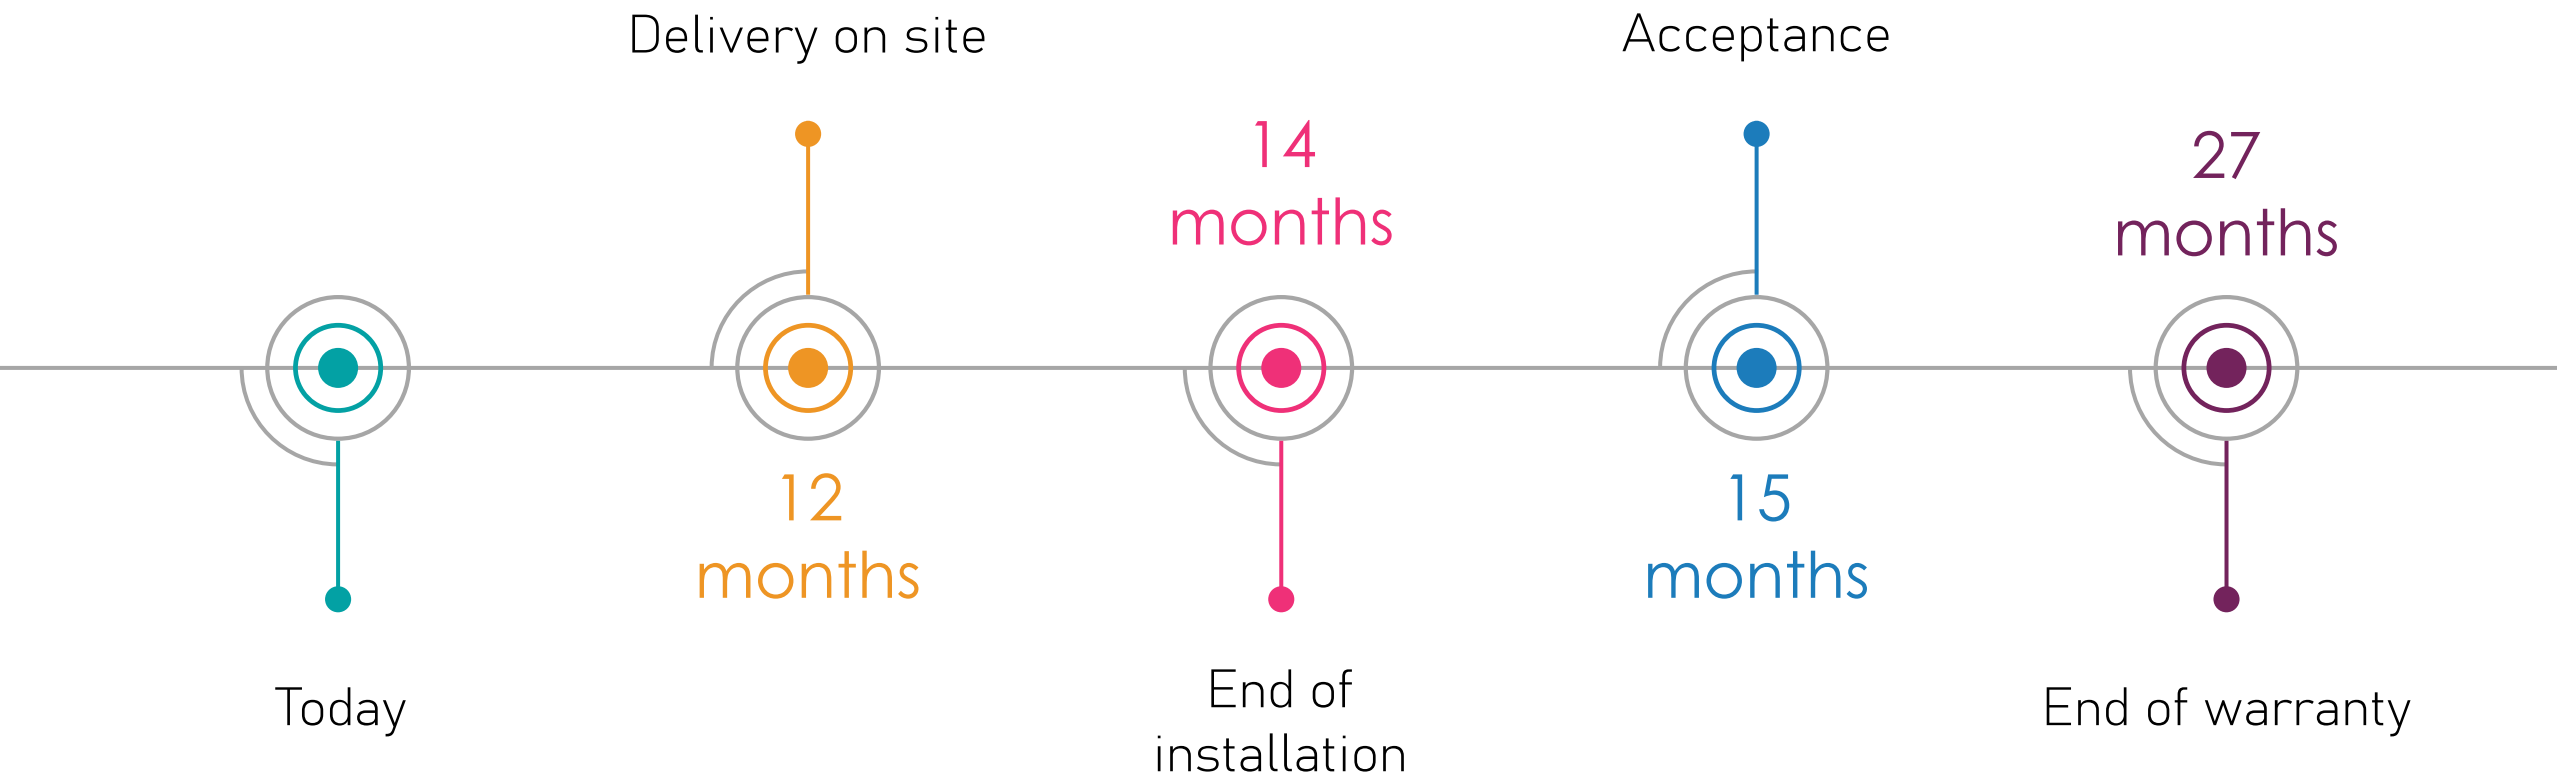 Today
Delivery on site
12
months
14
months
End of
installation
Acceptance
15
months
27
months
End of warranty